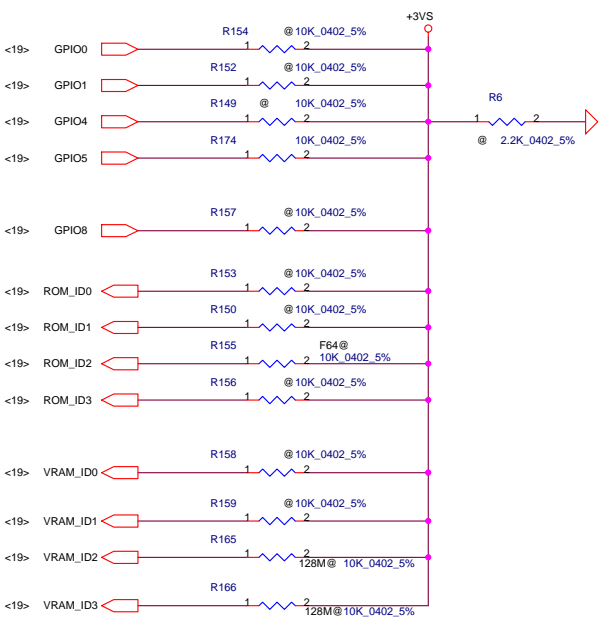 +3VS
R154 @ 10K_0402_5%
<19> GPIO0 1 2
R152 @ 10K_0402_5%
<19> GPIO1 1 2
R149 @ 10K_0402_5%
<19> GPIO4 1 2
R6
1 2
@ 2.2K_0402_5%
R174 10K_0402_5%
<19> GPIO5 1 2
R157 @ 10K_0402_5%
<19> GPIO8 1 2
R153 @ 10K_0402_5%
<19> ROM_ID0 1 2
R150 @ 10K_0402_5%
<19> ROM_ID1 1 2
R155 F64@
<19> ROM_ID2 1 2 10K_0402_5%
R156 @ 10K_0402_5%
<19> ROM_ID3 1 2
R158 @ 10K_0402_5%
<19> VRAM_ID0 1 2
R159 @ 10K_0402_5%
<19> VRAM_ID1 1 2
R165
<19> VRAM_ID2 1 2
128M@ 10K_0402_5%
R166
<19> VRAM_ID3 1 2
128M@ 10K_0402_5%